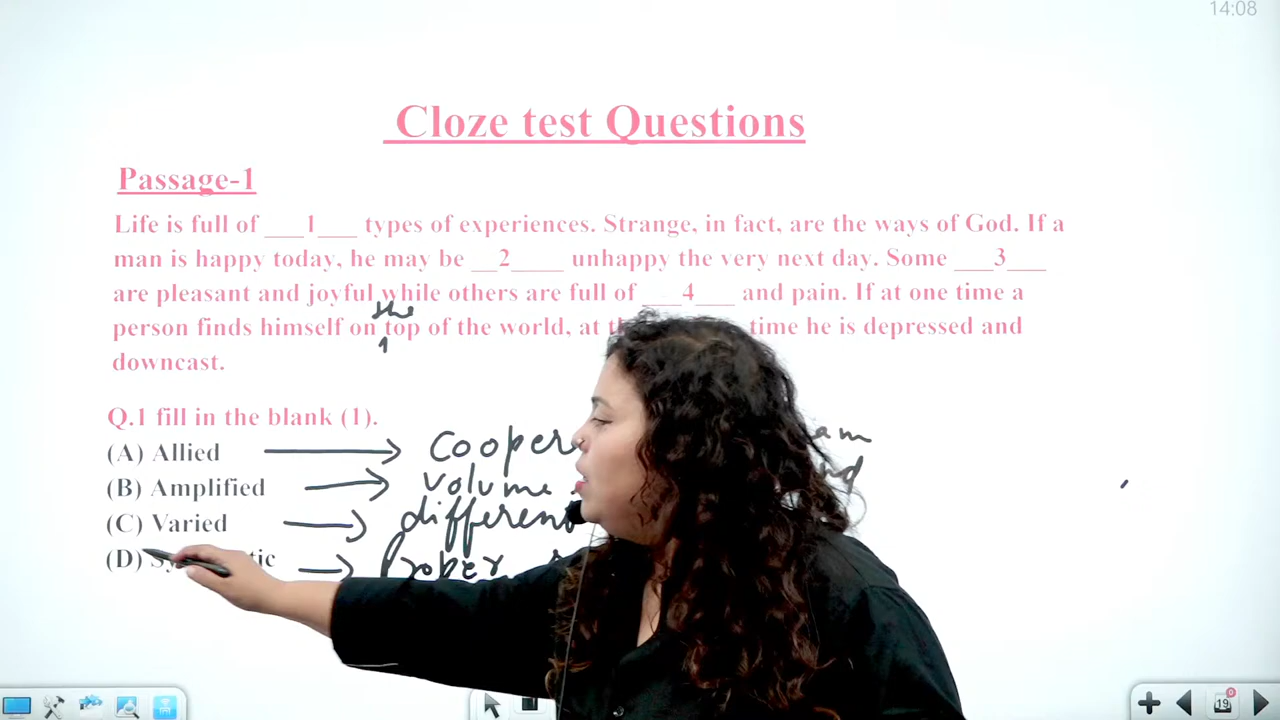 14:08
Cloze test Questions
Passage-1
Life is full of ___1___ types of experiences. Strange, in fact, are the ways of God. If a
man is happy today, he may be __2____ unhappy the very next day. Some ___3___
are pleasant and joyful while others are full of ___4___ and pain. If at one time a
the
person finds himself on top of the world, at time he is depressed and
downcast.
Q.1 fill in the blank (1).
(A) Allied
(B) Amplified volume
(C) Varied different
(D)
19